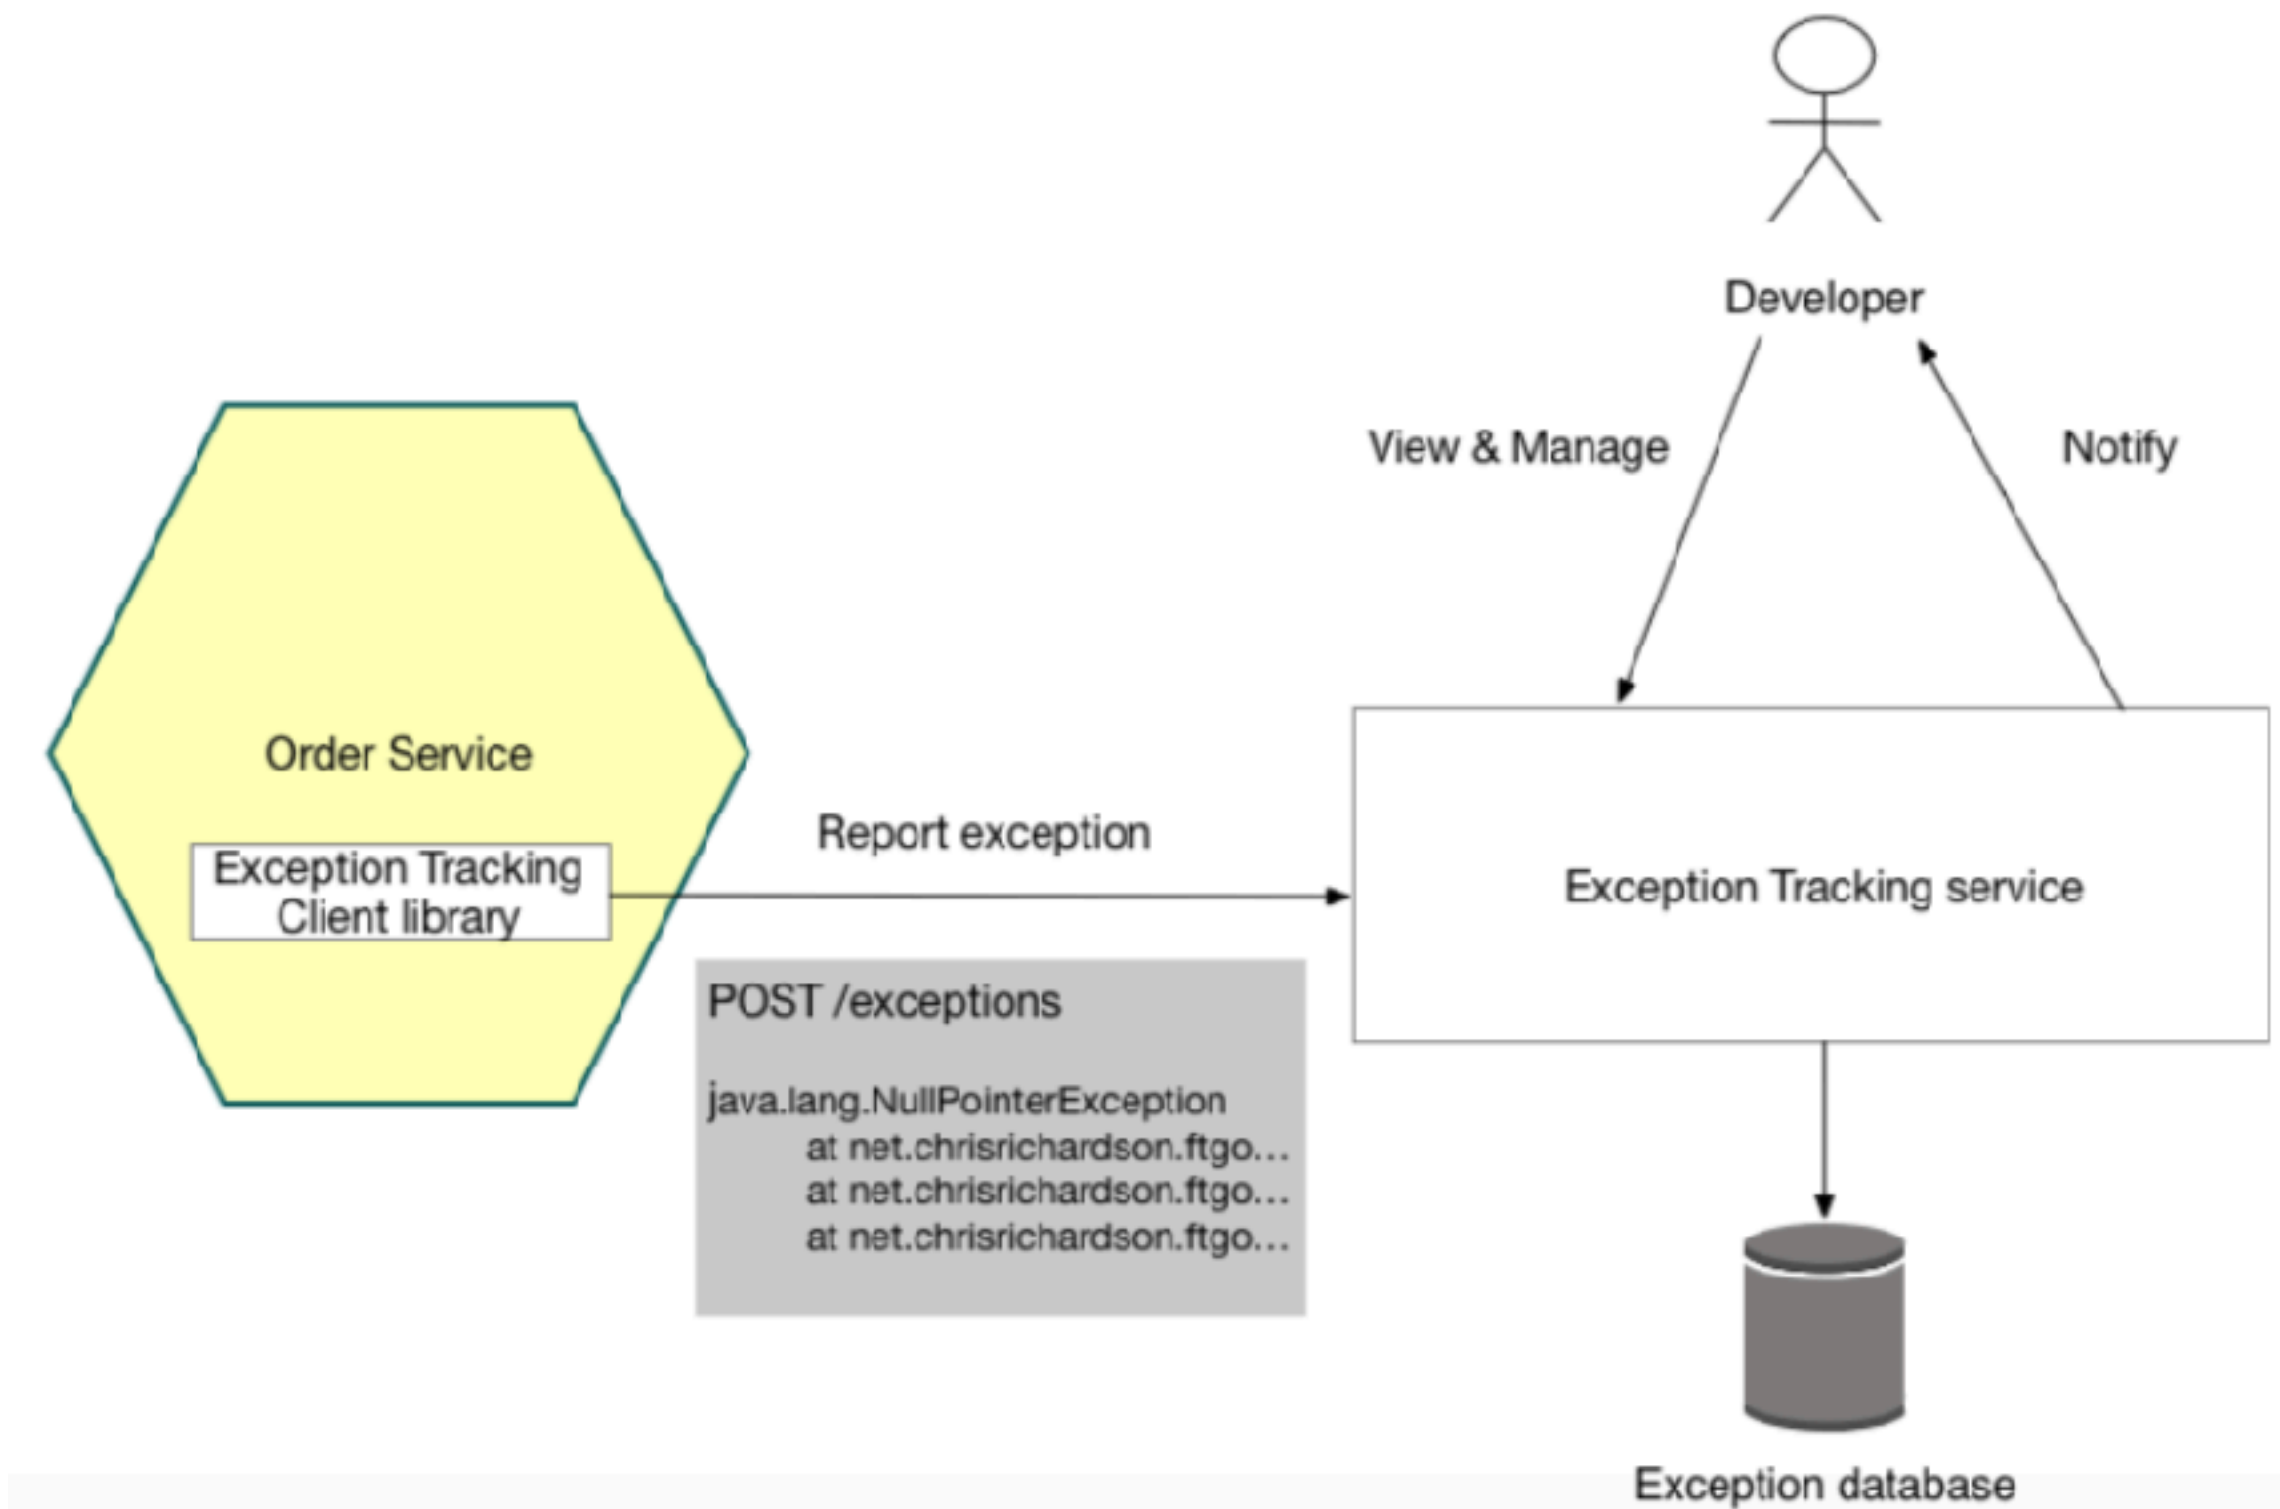 Developer
View & Manage
Notify
Order Service
Exception Tracking
Client library
Report exception
Exception Tracking service
POST /exceptions
java.lang.NullPointerException
at net.chrisrichardson.ftgo...
at net.chrisrichardson.ftgo...
at net.chrisrichardson.ftgo...
Exception database